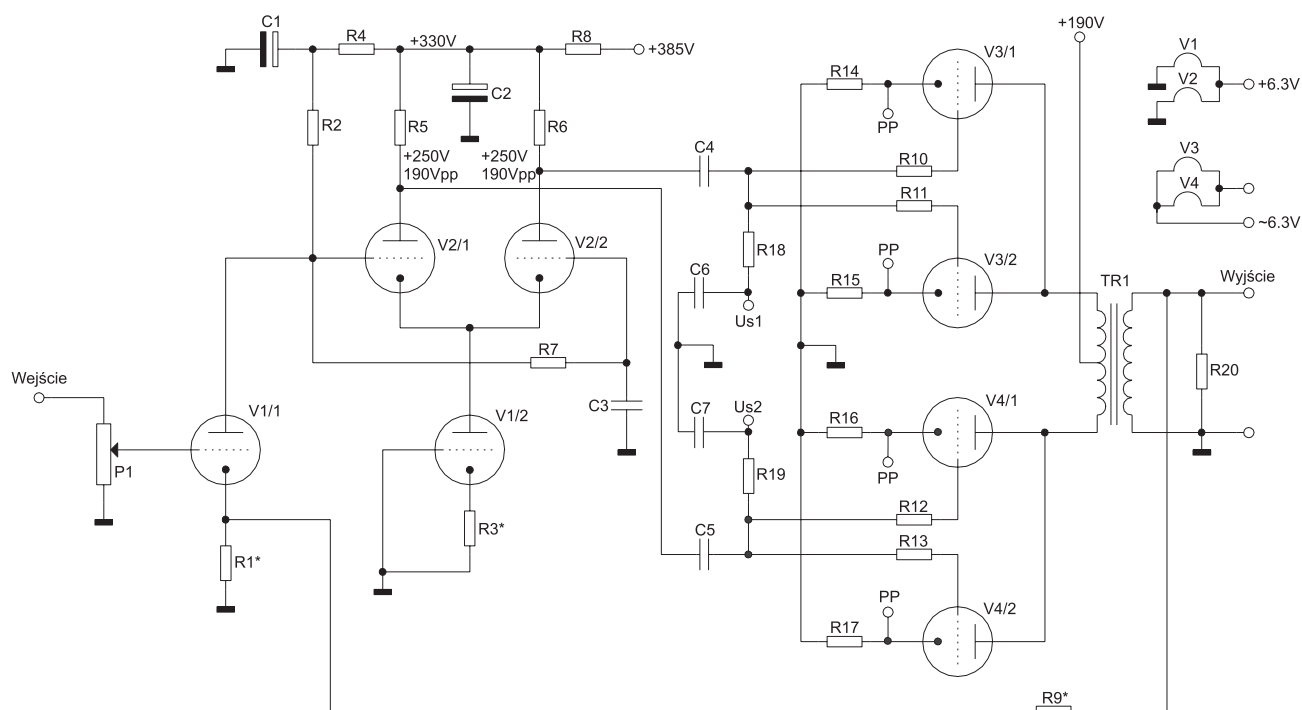 C1
R4
+330V
R8
+385V
C2
R2
R5
R6
+250V
190Vpp
+250V
190Vpp
V2/1
V2/2
R7
C3
Wejście
P1
V1/1
V1/2
R1*
R3*
C4
C6
R18
Us1
C7
Us2
R19
C5
R14
PP
V3/1
R10
R11
PP
R15
V3/2
R16
PP
V4/1
R12
R13
PP
R17
V4/2
+190V
TR1
Wyjście
R20
R9*
V1
V2
+6.3V
V3
V4
~6.3V